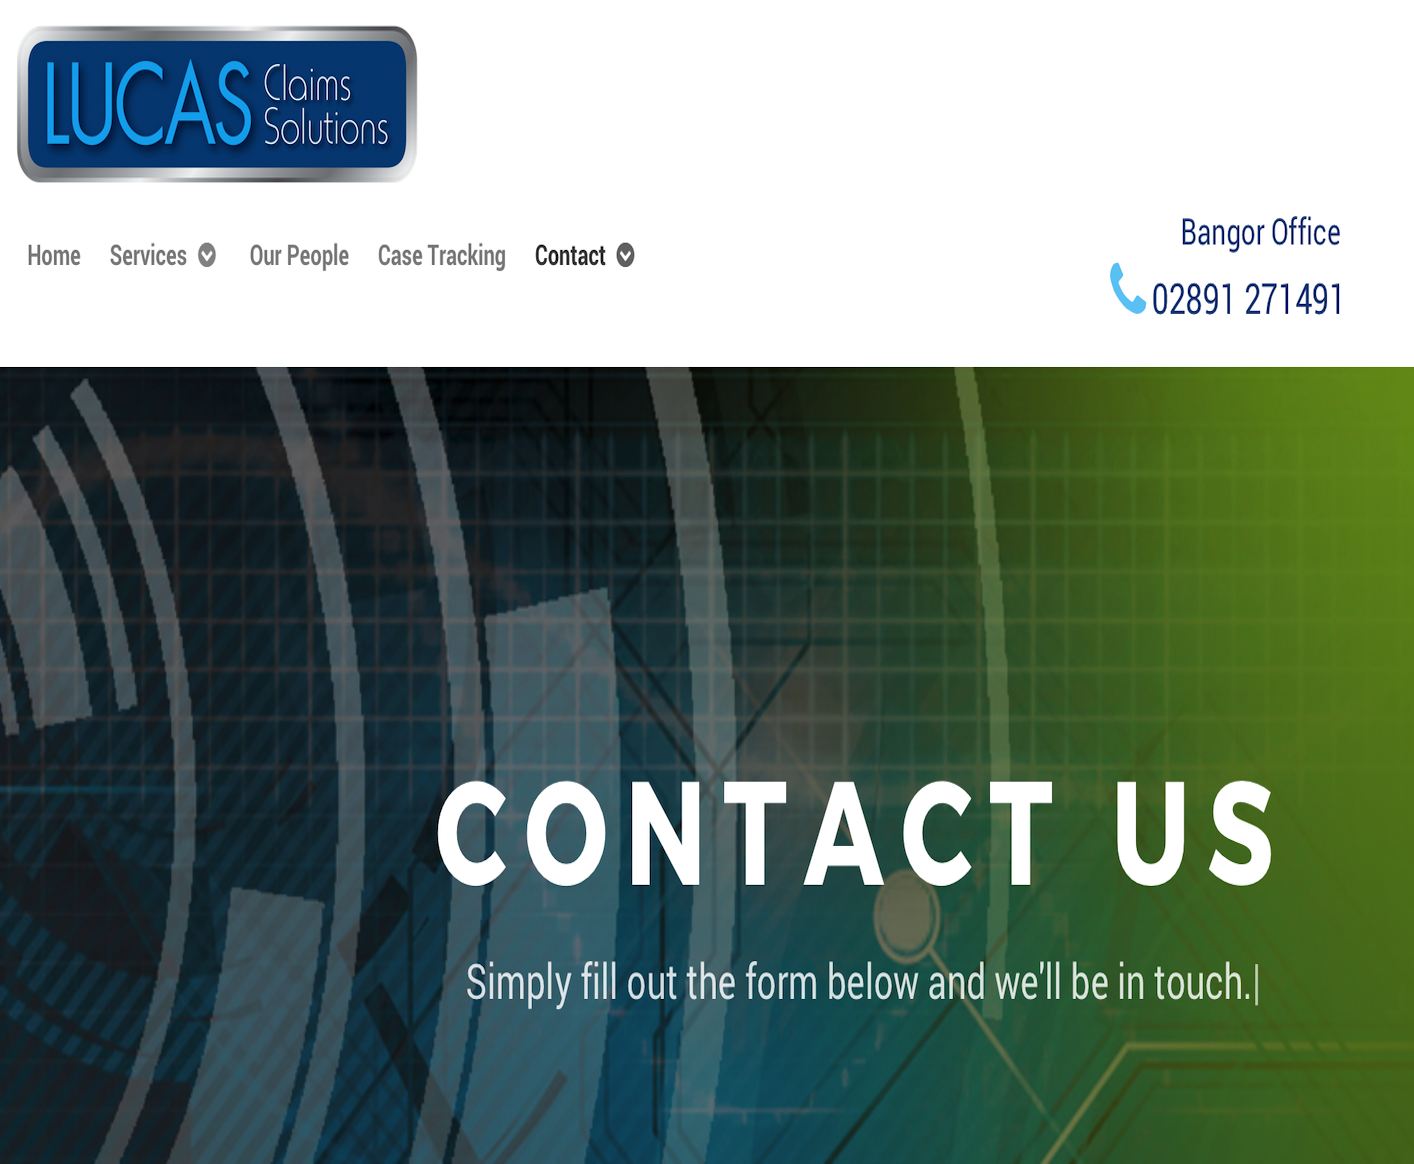 LUCAS Claims
Solutions
Home Services Our People Case Tracking Contact
Bangor Office
02891 271491
CONTACT US
Simply fill out the form below and we'll be in touch.|